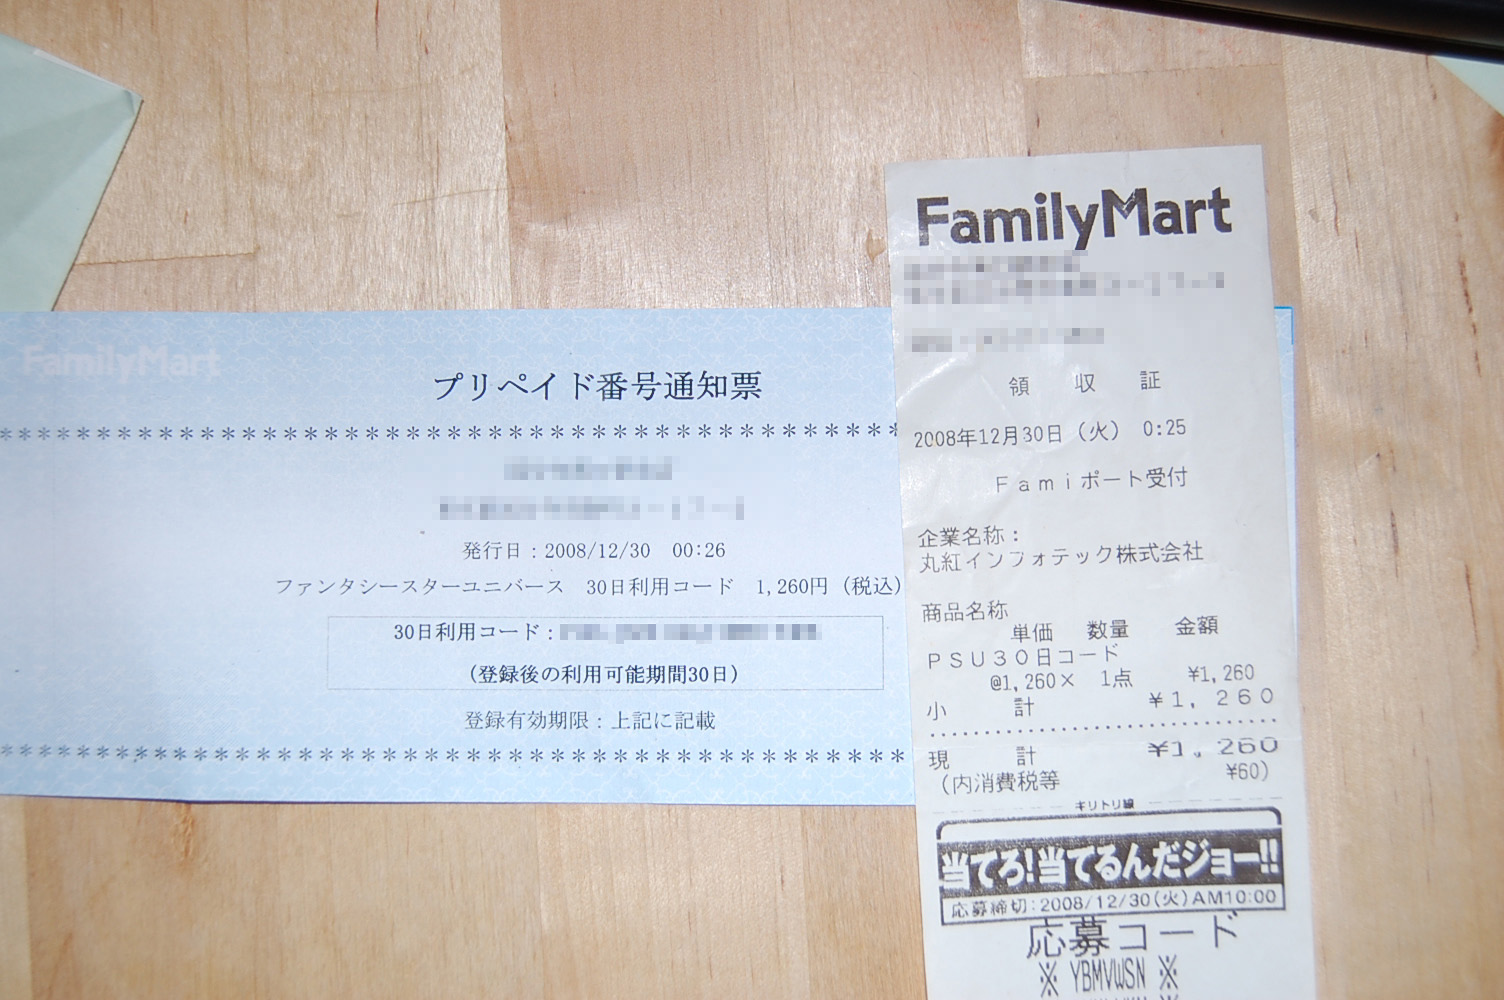 FamilyMart
プリペイド番号通知票
********************************************
発行日：2008/12/30　00:26
ファンタシースターユニバース　30日利用コード　1,260円（税込）
30日利用コード：
(登録後の利用可能期間30日)
登録有効期限：上記に記載
********************************************
FamilyMart
領　収　証
2008年12月30日（火）　0:25
Ｆａｍｉポート受付
企業名称：
丸紅インフォテック株式会社
商品名称
単価　数量　金額
ＰＳＵ３０日コード
@1,260×　1点　¥1,260
小　計　¥１，２６０
現　計　¥1,260
（内消費税等　¥60）
キリトリ線
当てろ!当てるんだジョー!!
応募締切:2008/12/30(火)AM10:00
応募コード
※ YBMVWSN ※